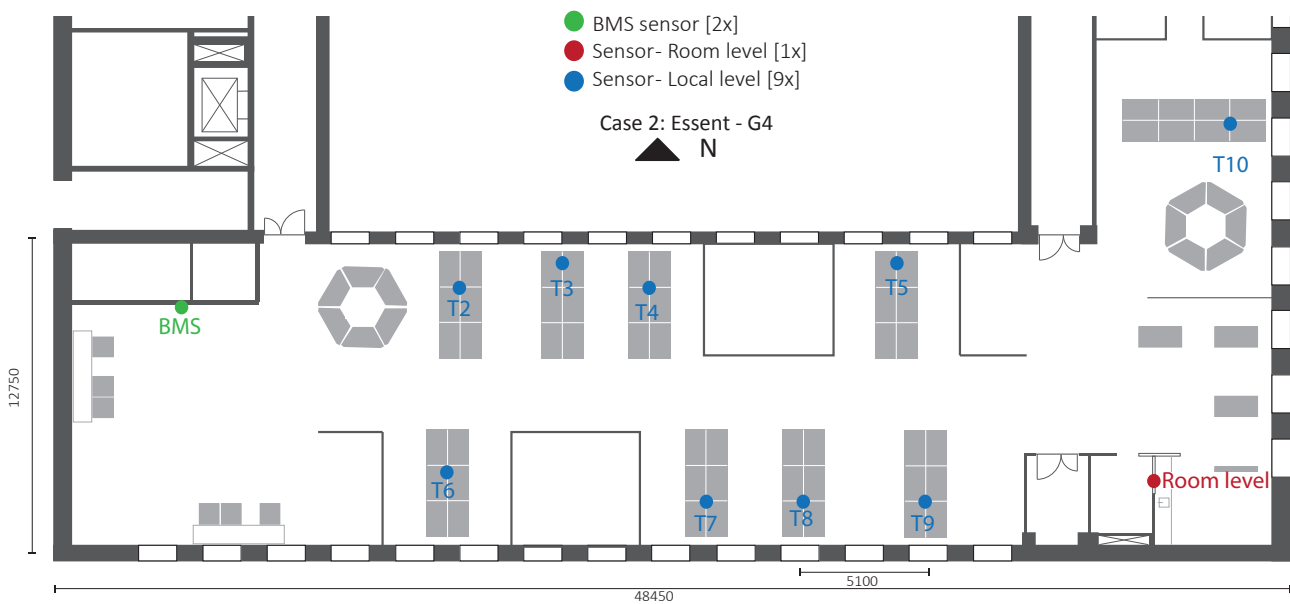 BMS sensor [2x]
Sensor- Room level [1x]
Sensor- Local level [9x]
Case 2: Essent - G4
N
T10
T2
T3
T4
T5
BMS
12750
T6
T7
T8
T9
Room level
5100
48450